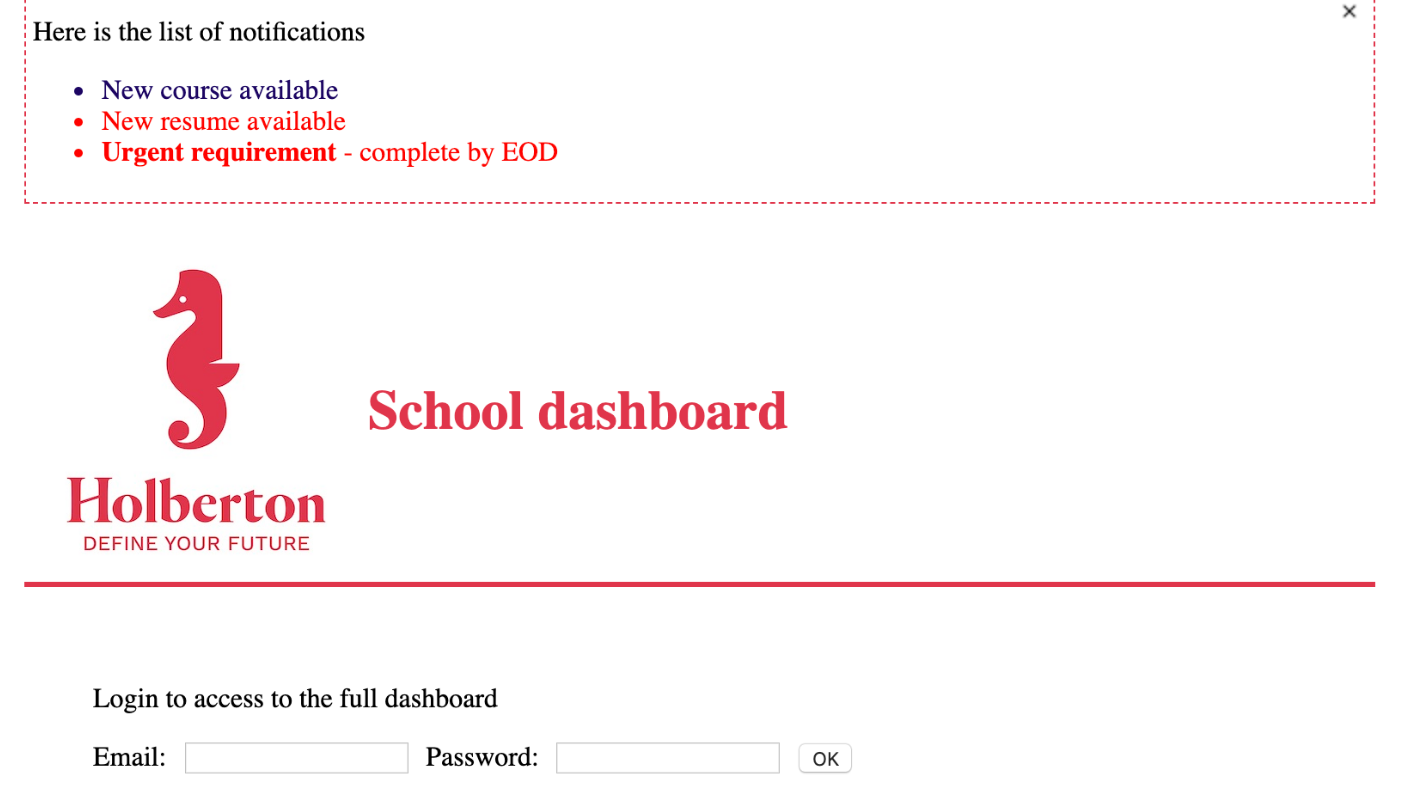 Here is the list of notifications
New course available
New resume available
Urgent requirement - complete by EOD
School dashboard
Holberton
DEFINE YOUR FUTURE
Login to access to the full dashboard
Email: Password: OK